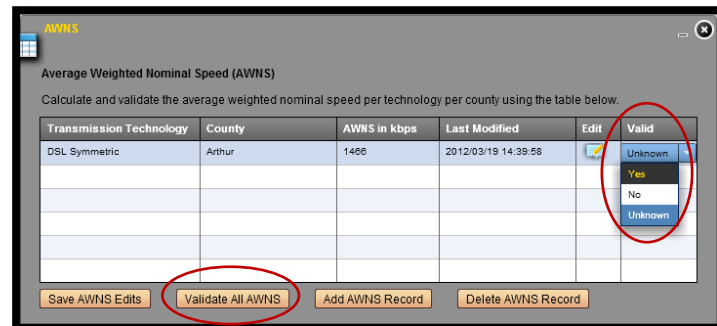 AWNS
Average Weighted Nominal Speed (AWNS)
Calculate and validate the average weighted nominal speed per technology per county using the table below.
Transmission Technology County AWNS in kbps Last Modified Edit Valid
DSL Symmetric Arthur 1466 2012/03/19 14:39:58 Unknown
Yes
No
Unknown
Save AWNS Edits Validate All AWNS Add AWNS Record Delete AWNS Record